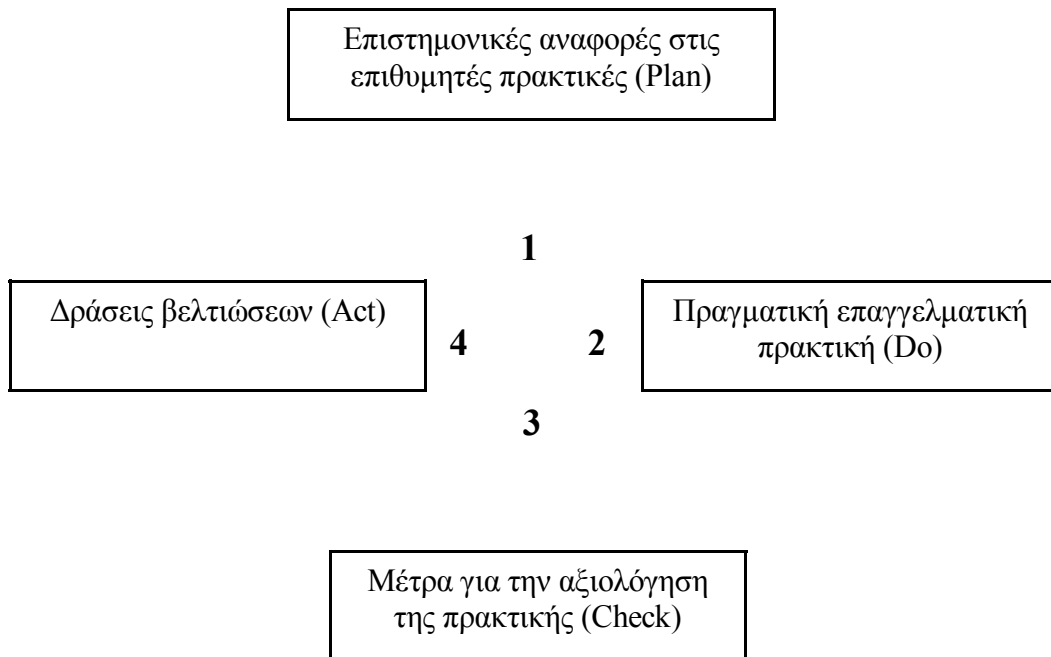 Επιστημονικές αναφορές στις
επιθυμητές πρακτικές (Plan)
1
Δράσεις βελτιώσεων (Act)
4
2
Πραγματική επαγγελματική
πρακτική (Do)
3
Μέτρα για την αξιολόγηση
της πρακτικής (Check)